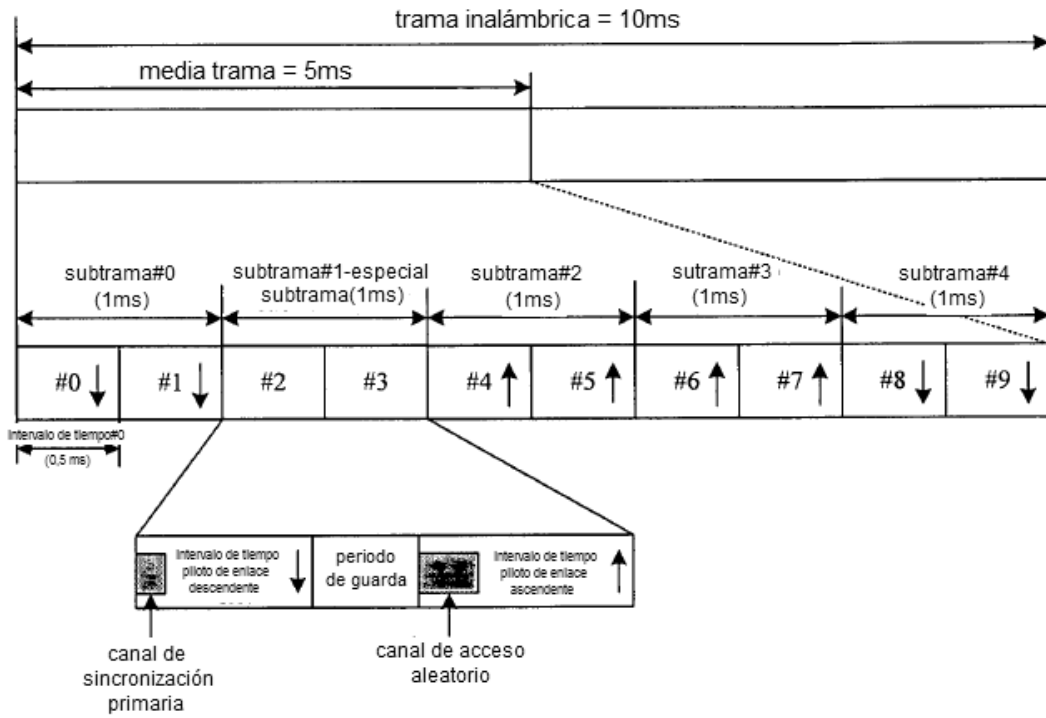 trama inalámbrica = 10ms
media trama = 5ms
subtrama#0
(1ms)
subtrama#1-especial
subtrama(1ms)
subtrama#2
(1ms)
sutrama#3
(1ms)
subtrama#4
(1ms)
#0
#1
#2
#3
#4
#5
#6
#7
#8
#9
Intervalo de tiempo#0
(0,5 ms)
Intervalo de tiempo
piloto de enlace
descendente
periodo
de guarda
Intervalo de tiempo
piloto de enlace
ascendente
canal de
sincronización
primaria
canal de acceso
aleatorio